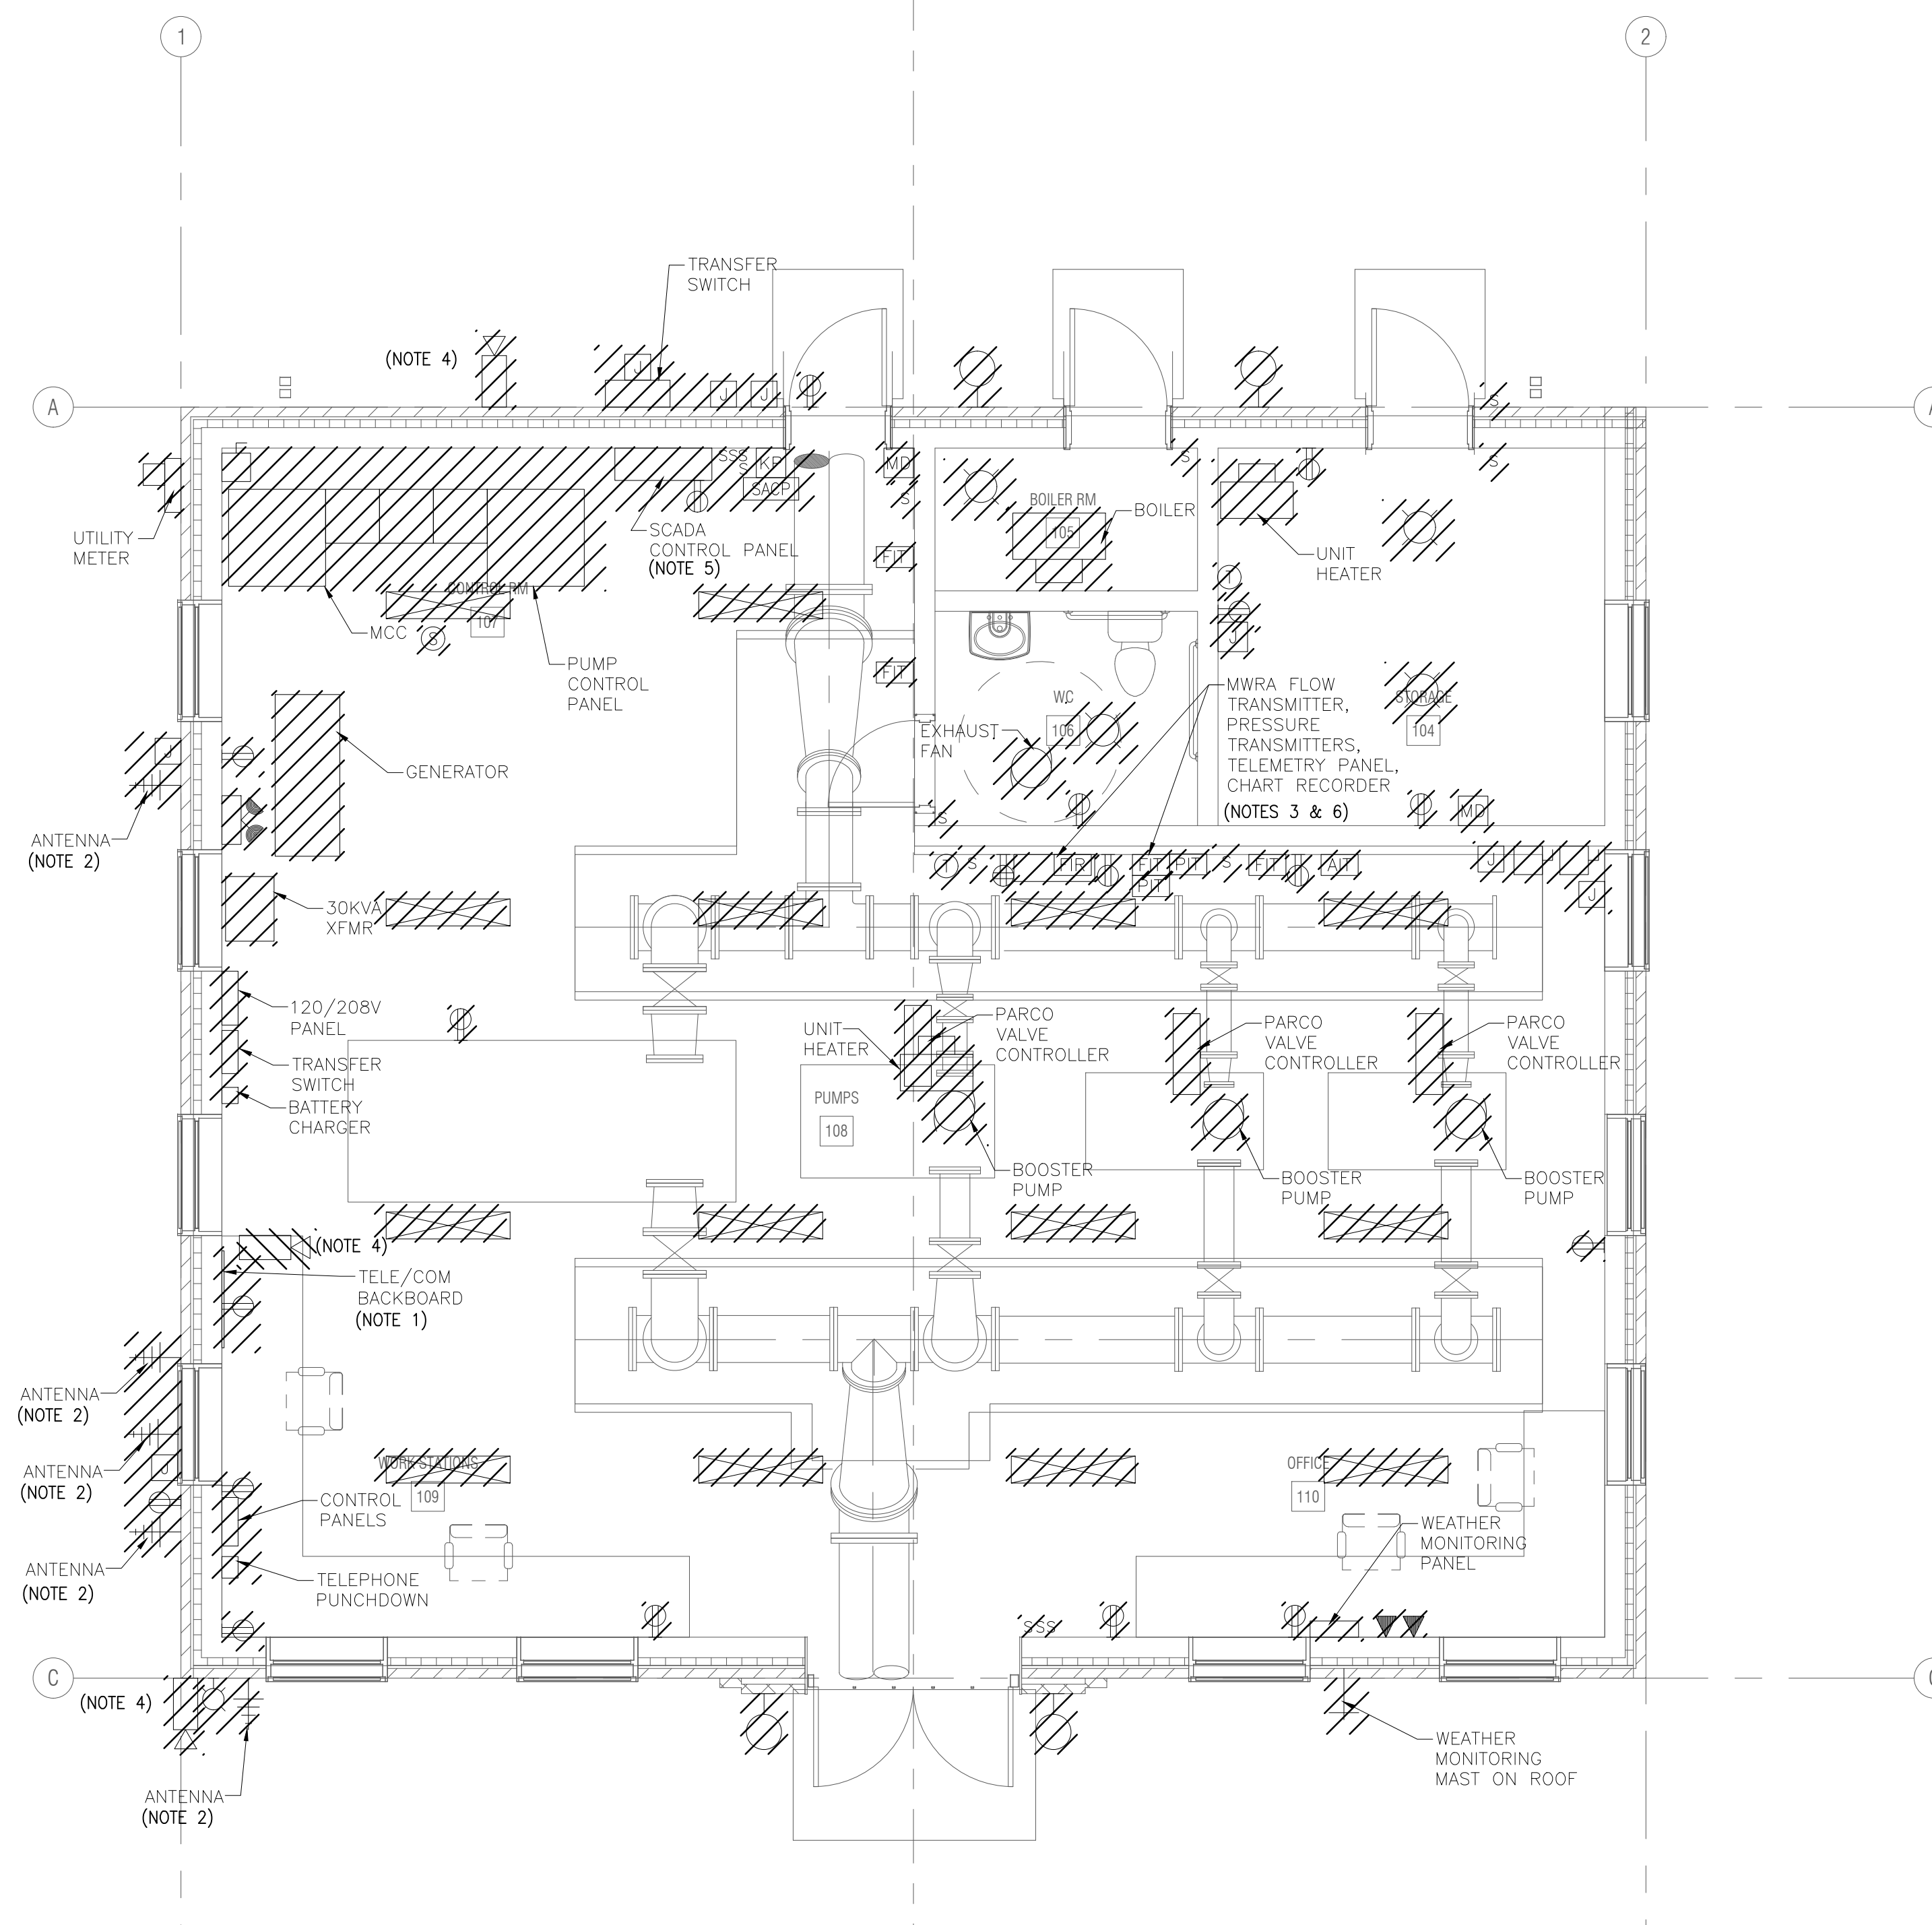 1
2
TRANSFER
SWITCH
(NOTE 4)
J
J
J
A
A
S
SSS
S
KP
SACP
MD
S
S
S
BOILER RM
105
BOILER
UTILITY
METER
SCADA
CONTROL PANEL
(NOTE 5)
FIT
UNIT
HEATER
CONTROL RM
107
T
MCC
S
J
PUMP
CONTROL
PANEL
FIT
MWRA FLOW
TRANSMITTER,
PRESSURE
TRANSMITTERS,
TELEMETRY PANEL,
CHART RECORDER
(NOTES 3 & 6)
WC
106
STORAGE
104
EXHAUST
FAN
J
GENERATOR
MD
S
ANTENNA
(NOTE 2)
T
S
FIR
FIT
PIT
PIT
S
FIT
AIT
J
J
J
J
30KVA
XFMR
120/208V
PANEL
UNIT
HEATER
PARCO
VALVE
CONTROLLER
PARCO
VALVE
CONTROLLER
PARCO
VALVE
CONTROLLER
TRANSFER
SWITCH
BATTERY
CHARGER
PUMPS
108
BOOSTER
PUMP
BOOSTER
PUMP
BOOSTER
PUMP
(NOTE 4)
TELE/COM
BACKBOARD
(NOTE 1)
ANTENNA
(NOTE 2)
ANTENNA
(NOTE 2)
J
WORK STATIONS
109
OFFICE
110
CONTROL
PANELS
WEATHER
MONITORING
PANEL
ANTENNA
(NOTE 2)
TELEPHONE
PUNCHDOWN
SSS
C
(NOTE 4)
WEATHER
MONITORING
MAST ON ROOF
ANTENNA
(NOTE 2)